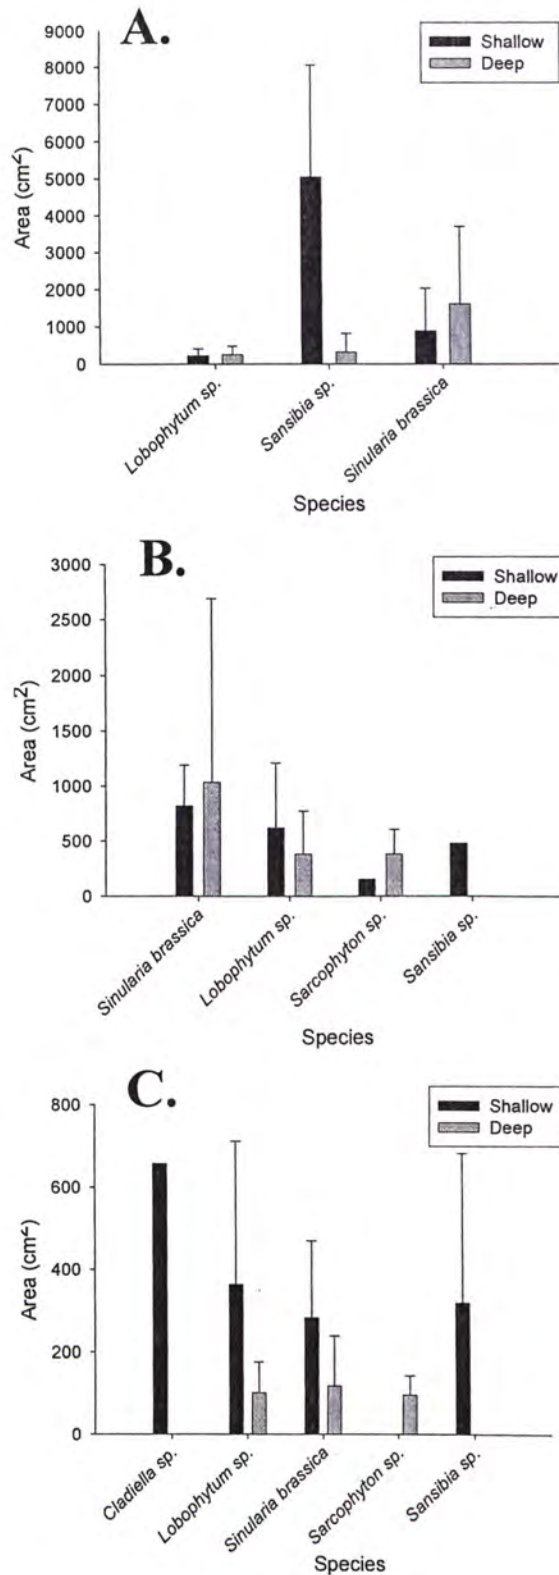 A.
Shallow
Deep
9000
8000
7000
6000
5000
4000
3000
2000
1000
0
Area (cm²)
Lobophytum sp.
Sansibia sp.
Sinularia brassica
Species
B.
Shallow
Deep
3000
2500
2000
1500
1000
500
0
Area (cm²)
Sinularia brassica
Lobophytum sp.
Sarcophyton sp.
Sansibia sp.
Species
C.
Shallow
Deep
800
600
400
200
0
Area (cm²)
Cladiella sp.
Lobophytum sp.
Sinularia brassica
Sarcophyton sp.
Sansibia sp.
Species